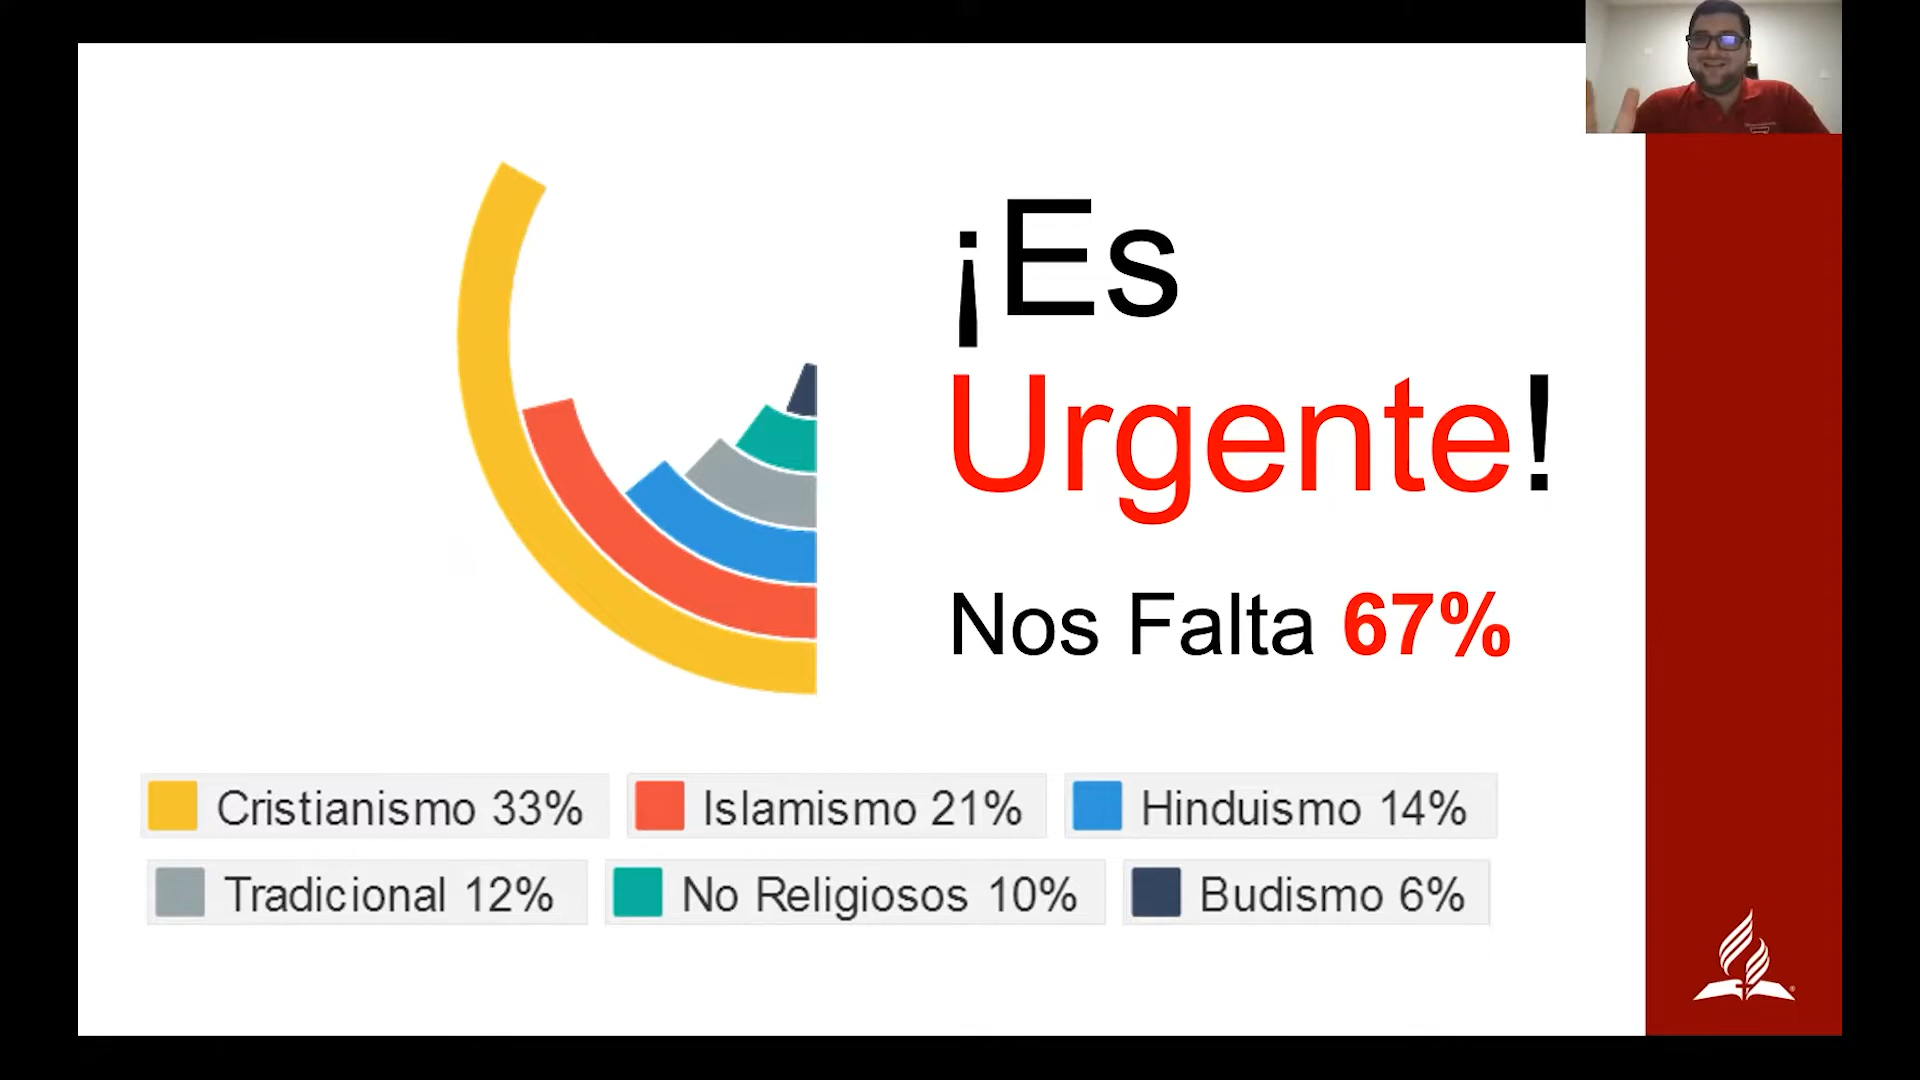 ¡Es
Urgente!
Nos Falta 67%
Cristianismo 33%
Islamismo 21%
Hinduismo 14%
Tradicional 12%
No Religiosos 10%
Budismo 6%